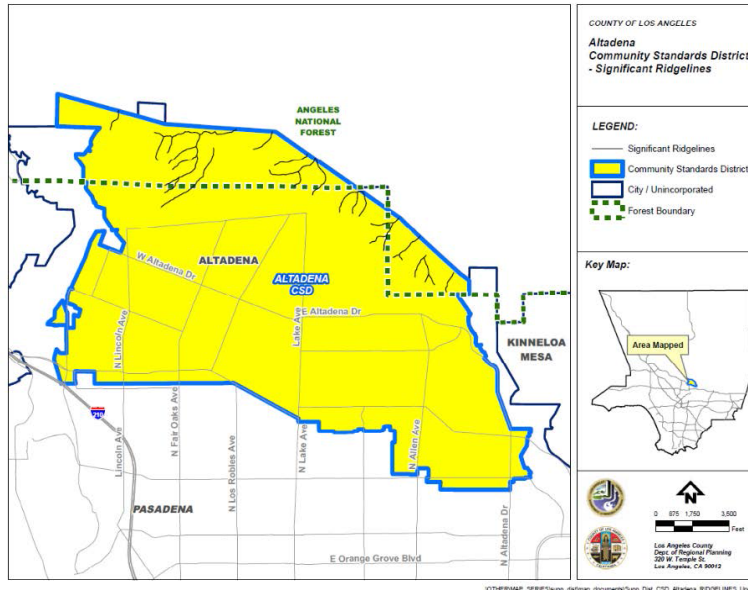 COUNTY OF LOS ANGELES
Altadena
Community Standards District
- Significant Ridgelines
LEGEND:
Significant Ridgelines
Community Standards District
City / Unincorporated
Forest Boundary
Key Map:
Area Mapped
0 875 1,750 3,500
Feet
Los Angeles County
Dept. of Regional Planning
320 W. Temple St.
Los Angeles, CA 90012
ANGELES
NATIONAL
FOREST
ALTADENA
W Altadena Dr
ALTADENA
CSD
Lake Ave
E Altadena Dr
KINNELOA
MESA
N Lincoln Ave
210
Lincoln Ave
N Fair Oaks Ave
N Los Robles Ave
N Lake Ave
N Allen Ave
N Altadena Dr
PASADENA
E Orange Grove Blvd